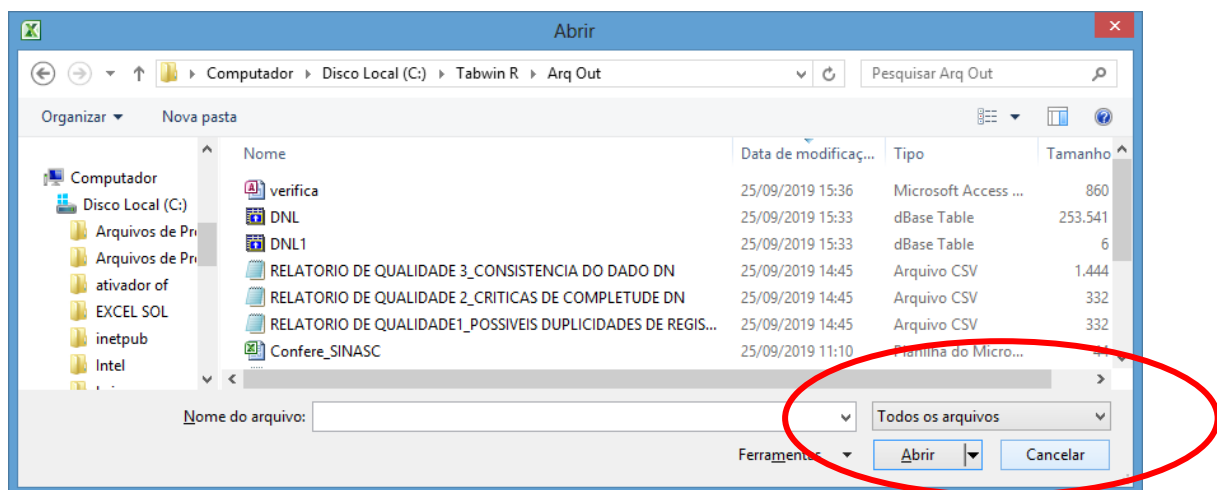 Abrir
Computador Disco Local (C:) Tabwin R Arq Out Pesquisar Arq Out
Organizar Nova pasta
Nome Data de modificaç... Tipo Tamanho
Computador
Disco Local (C:)
Arquivos de Pr
Arquivos de Pr
ativador of
EXCEL SOL
inetpub
Intel
verifica 25/09/2019 15:36 Microsoft Access ... 860
DNL 25/09/2019 15:33 dBase Table 253.541
DNL1 25/09/2019 15:33 dBase Table 6
RELATORIO DE QUALIDADE 3_CONSISTENCIA DO DADO DN 25/09/2019 14:45 Arquivo CSV 1.444
RELATORIO DE QUALIDADE 2_CRITICAS DE COMPLETUDE DN 25/09/2019 14:45 Arquivo CSV 332
RELATORIO DE QUALIDADE1_POSSIVEIS DUPLICIDADES DE REGIS... 25/09/2019 14:45 Arquivo CSV 332
Confere_SINASC 25/09/2019 11:10 Planilha do Micro... 44
Nome do arquivo: Todos os arquivos
Ferramentas Abrir Cancelar